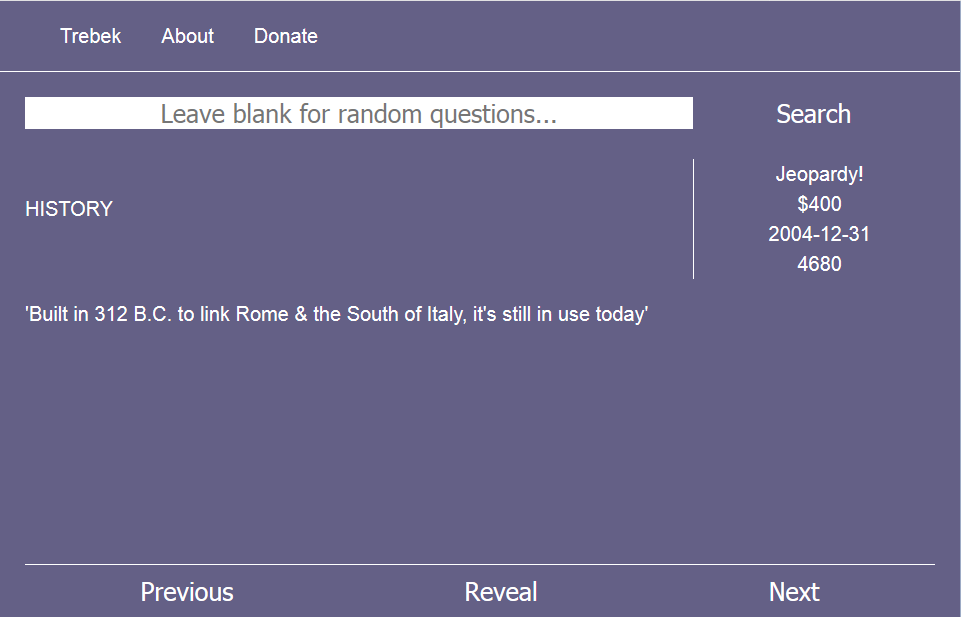 Trebek About Donate
Leave blank for random questions... Search
HISTORY
Jeopardy!
$400
2004-12-31
4680
'Built in 312 B.C. to link Rome & the South of Italy, it's still in use today'
Previous Reveal Next